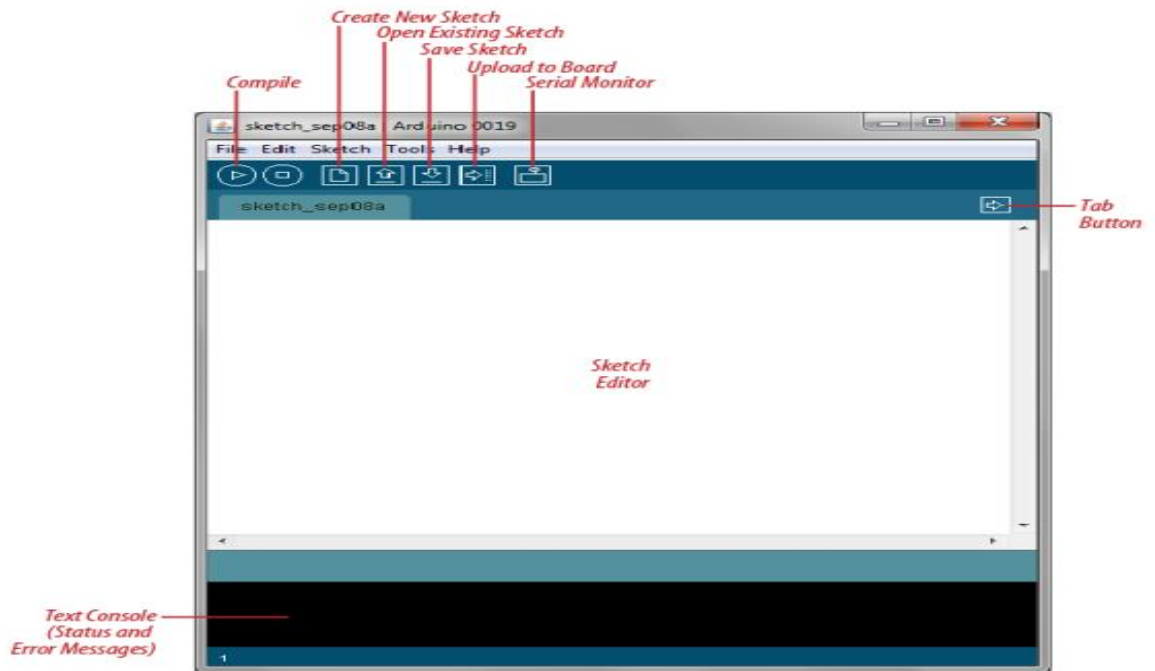 Create New Sketch
Open Existing Sketch
Save Sketch
Upload to Board
Compile
Serial Monitor
sketch_sep08a | Arduino 0019
File Edit Sketch Tools Help
sketch_sep08a
Tab
Button
Sketch
Editor
Text Console
(Status and
Error Messages)
1